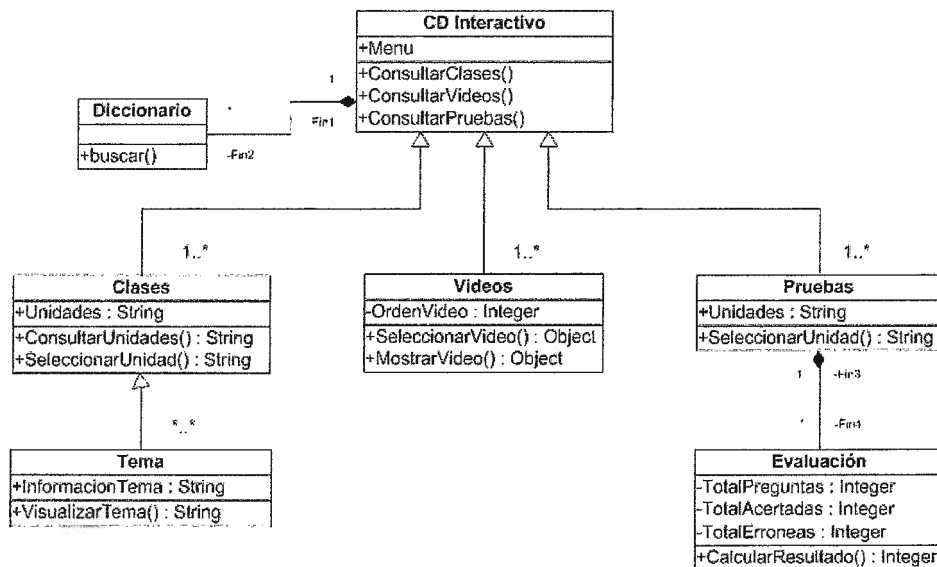 CD Interactivo
+Menu
+ConsultarClases()
+ConsultarVideos()
+ConsultarPruebas()
1
*
-Fin1
-Fin2
Diccionario
+buscar()
1..*
1..*
1..*
Clases
+Unidades : String
+ConsultarUnidades() : String
+SeleccionarUnidad() : String
Videos
-OrdenVideo : Integer
+SeleccionarVideo() : Object
+MostrarVideo() : Object
Pruebas
+Unidades : String
+SeleccionarUnidad() : String
1
-Fin3
*
-Fin4
*..*
Tema
+InformacionTema : String
+VisualizarTema() : String
Evaluación
-TotalPreguntas : Integer
-TotalAcertadas : Integer
-TotalErroneas : Integer
+CalcularResultado() : Integer